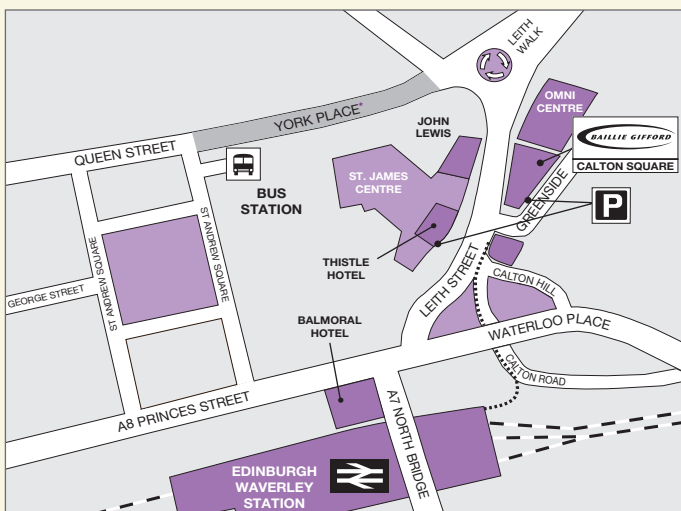 LEITH
WALK
OMNI
CENTRE
YORK PLACE*
JOHN
LEWIS
BAILLIE GIFFORD
CALTON SQUARE
QUEEN STREET
ST. JAMES
CENTRE
BUS
STATION
P
GREENSIDE
ST ANDREW SQUARE
ST ANDREW SQUARE
THISTLE
HOTEL
LEITH STREET
CALTON HILL
GEORGE STREET
BALMORAL
HOTEL
WATERLOO PLACE
CALTON ROAD
A8 PRINCES STREET
A7 NORTH BRIDGE
EDINBURGH
WAVERLEY
STATION